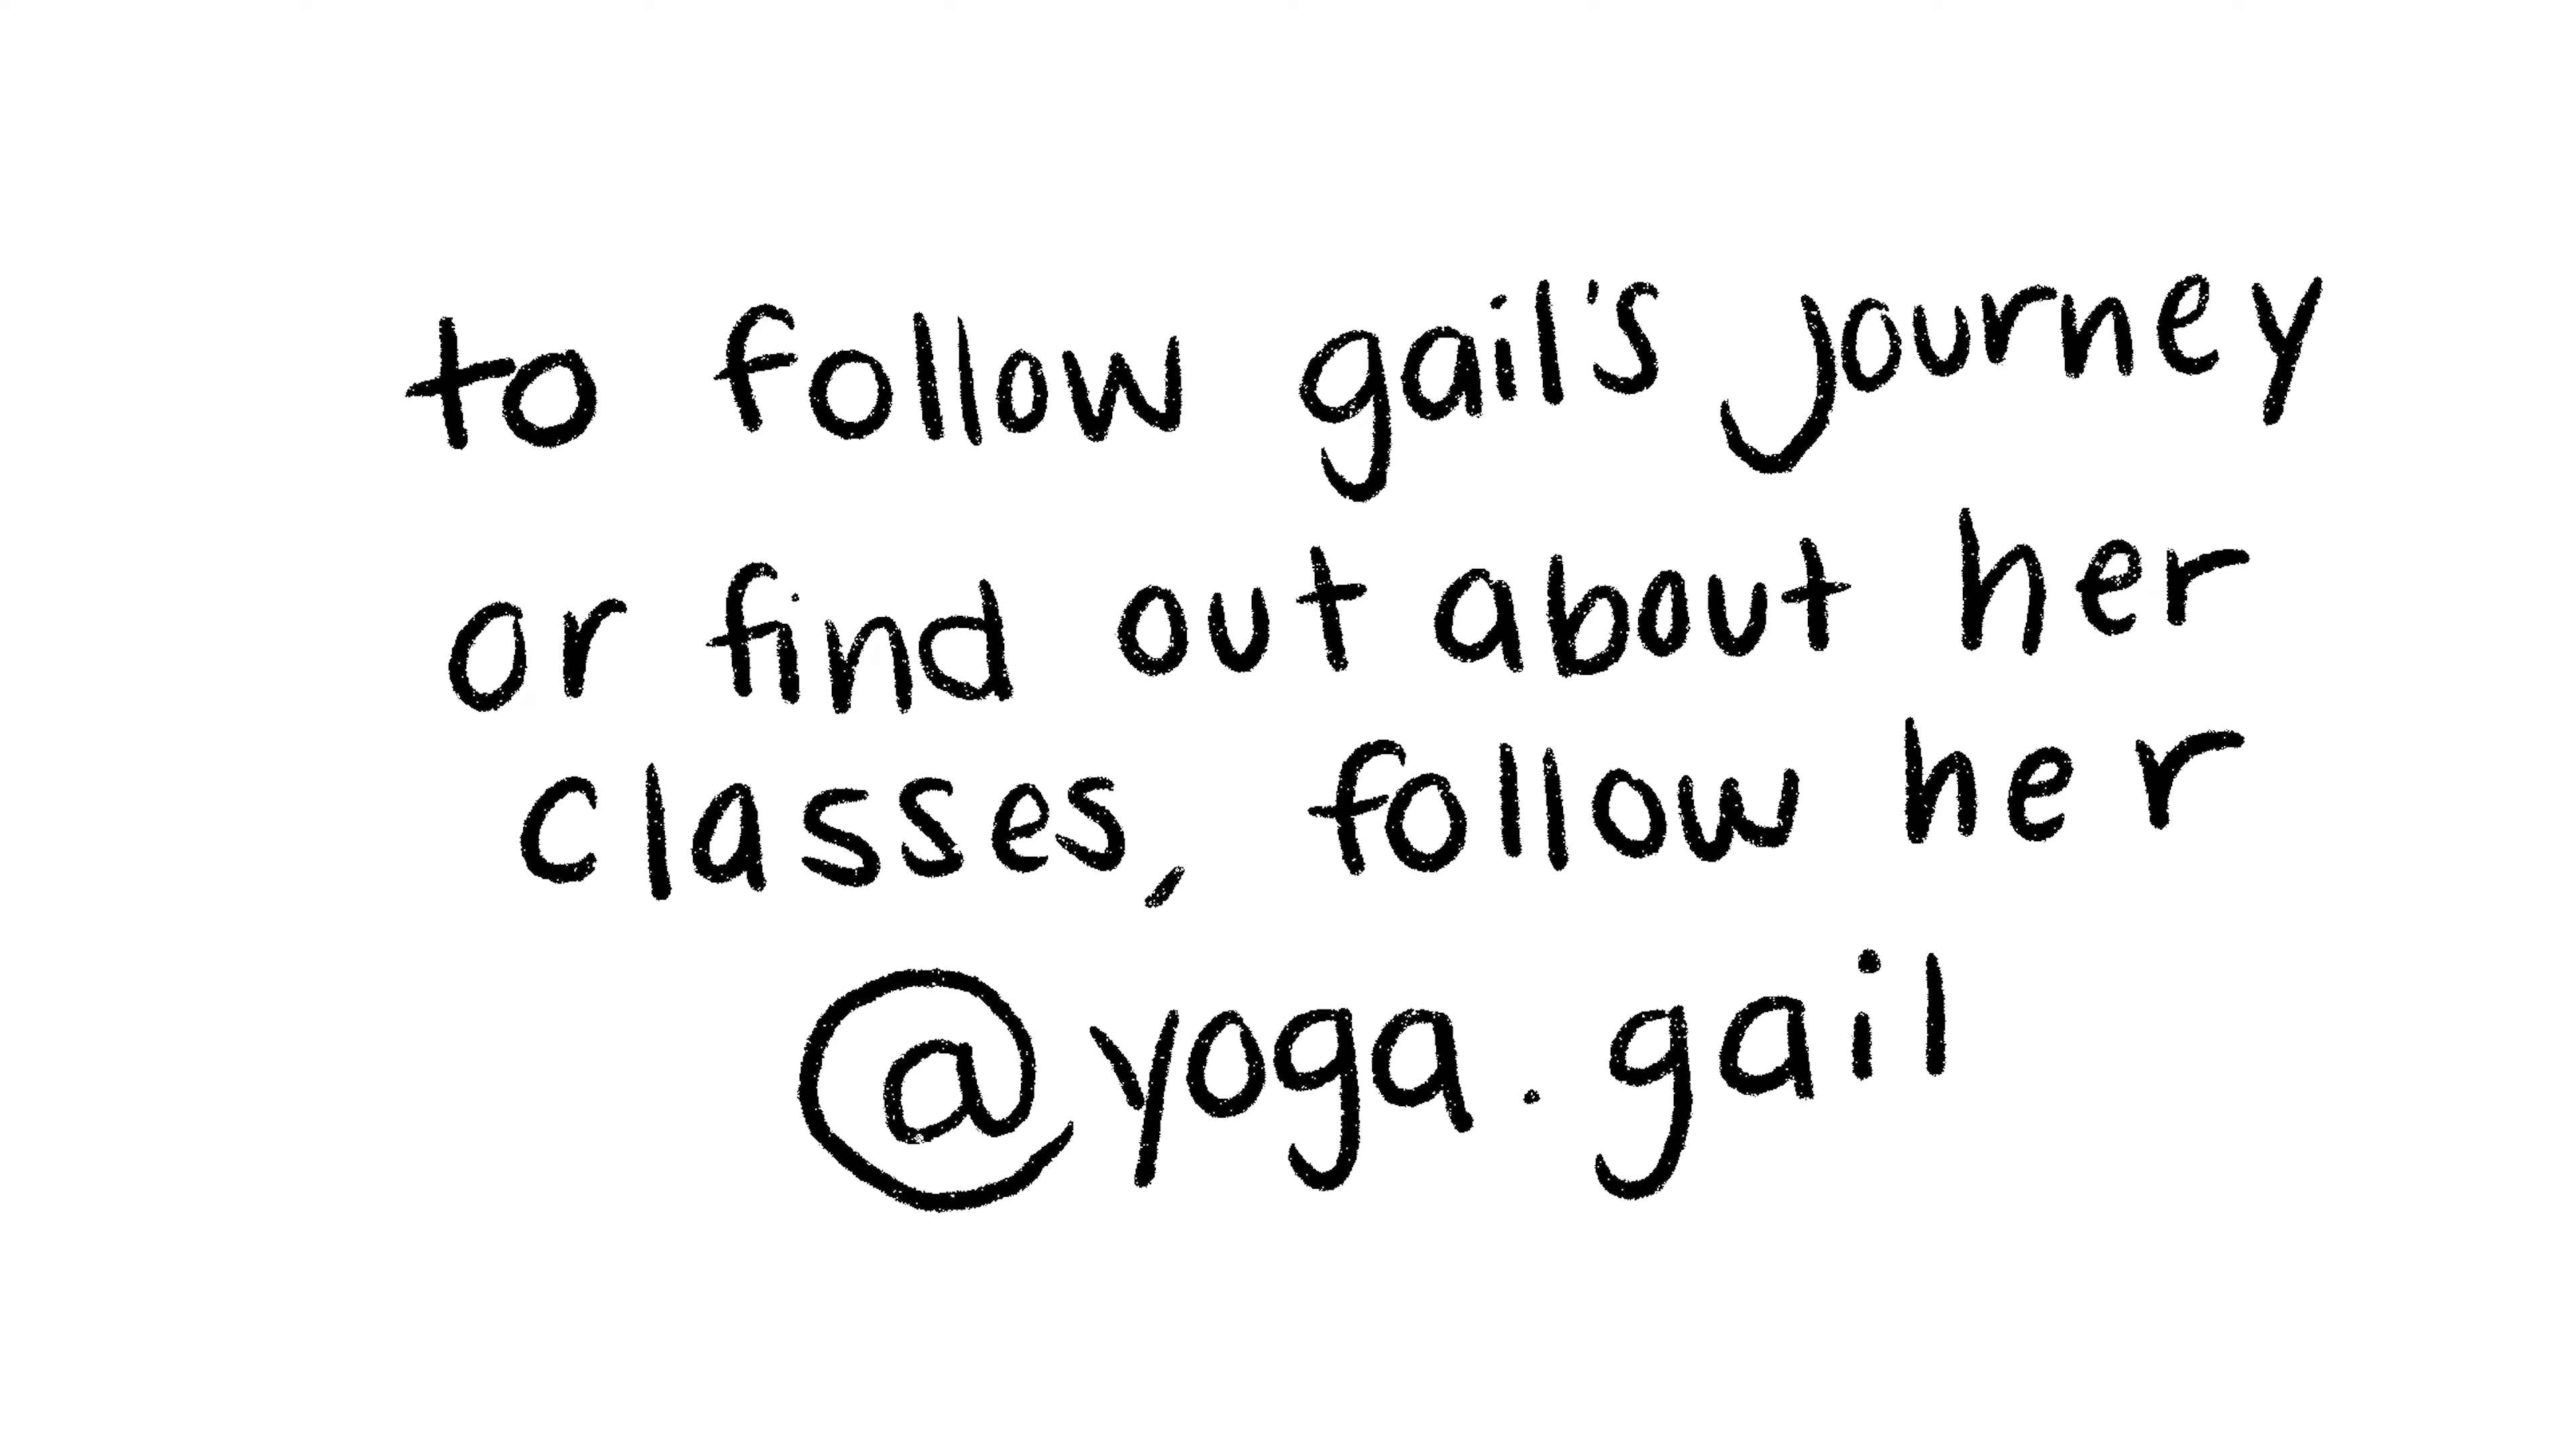 to follow gail's journey
or find out about her
classes, follow her
@yoga.gail